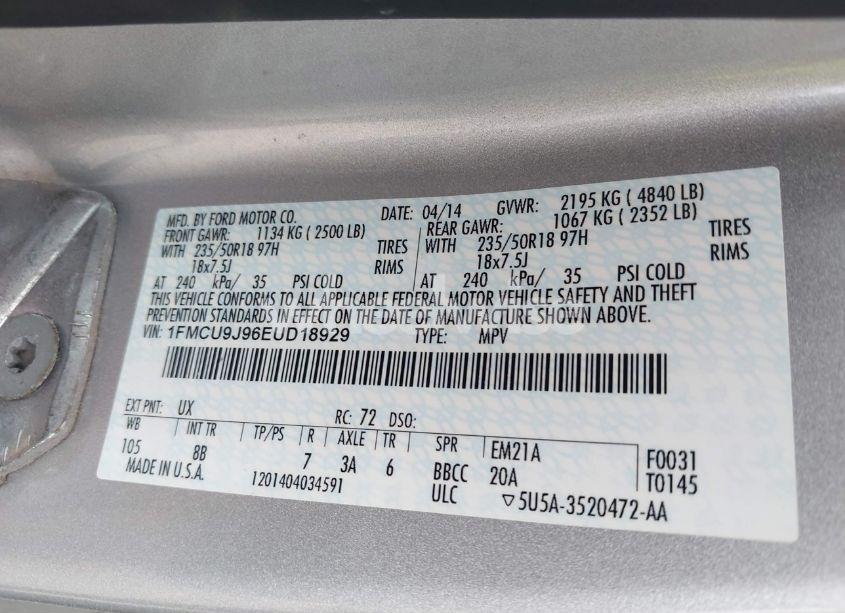 MFD. BY FORD MOTOR CO. DATE: 04/14 GVWR: 2195 KG ( 4840 LB)
FRONT GAWR: 1134 KG ( 2500 LB) REAR GAWR: 1067 KG ( 2352 LB)
WITH 235/50R18 97H TIRES WITH 235/50R18 97H TIRES
18x7.5J RIMS 18x7.5J RIMS
AT 240 kPa/ 35 PSI COLD AT 240 kPa/ 35 PSI COLD
THIS VEHICLE CONFORMS TO ALL APPLICABLE FEDERAL MOTOR VEHICLE SAFETY AND THEFT
PREVENTION STANDARDS IN EFFECT ON THE DATE OF MANUFACTURE SHOWN ABOVE.
VIN: 1FMCU9J96EUD18929 TYPE: MPV
EXT PNT: UX RC: 72 DSO:
WB INT TR TP/PS R AXLE TR SPR EM21A F0031
105 8B 7 3A 6 BBCC 20A T0145
MADE IN U.S.A. 1201404034591 ULC ▽5U5A-3520472-AA